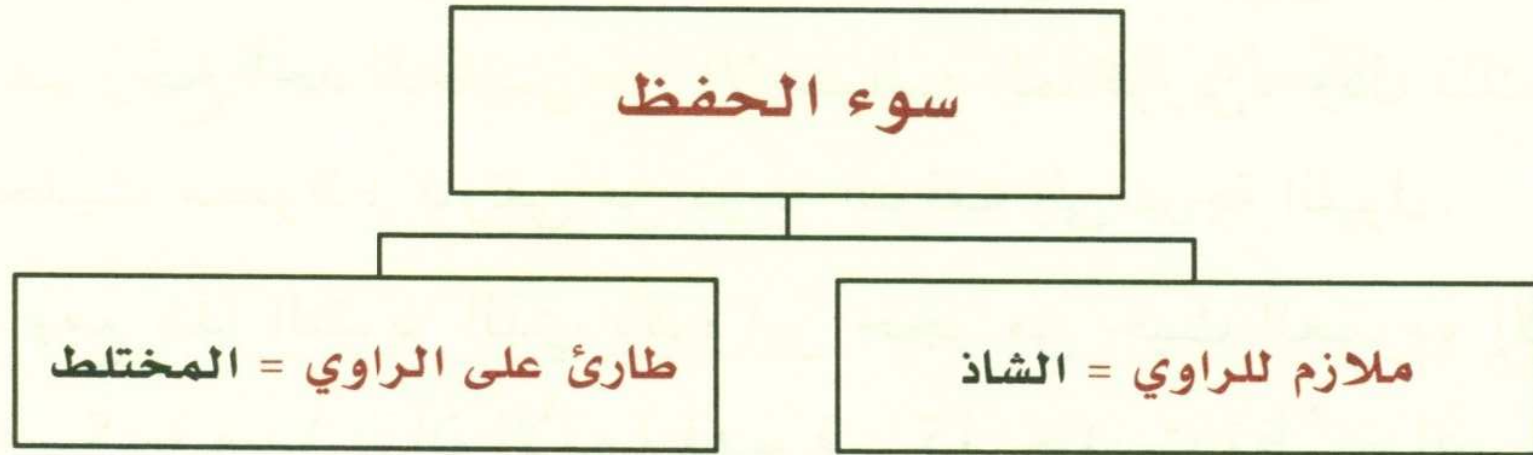 سوء الحفظ
ملازم للراوي = الشاذ
طارئ على الراوي = المختلط